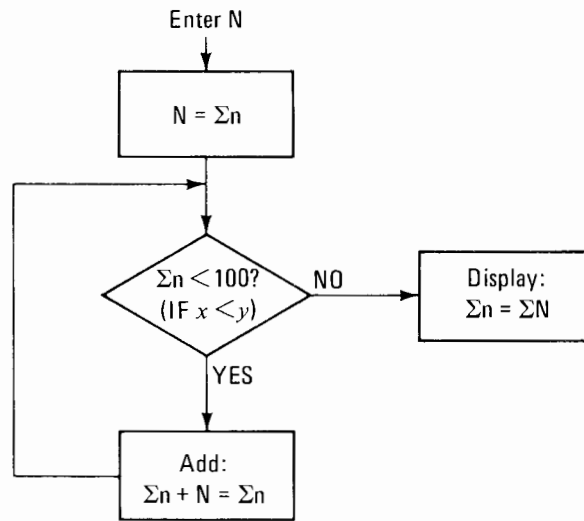 Enter N
N = Σn
Σn < 100?
(IF x < y)
NO
Display:
Σn = ΣN
YES
Add:
Σn + N = Σn